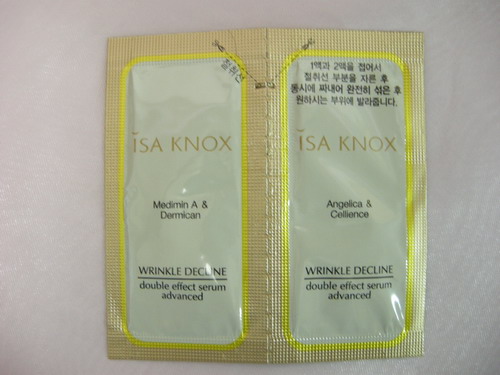 절취선
ISA KNOX
Medimin A &
Dermican
WRINKLE DECLINE
double effect serum
advanced
1액과 2액을 접어서
절취선 부분을 자른 후
동시에 짜내어 완전히 섞은 후
원하시는 부위에 발라줍니다.
ISA KNOX
Angelica &
Cellience
WRINKLE DECLINE
double effect serum
advanced